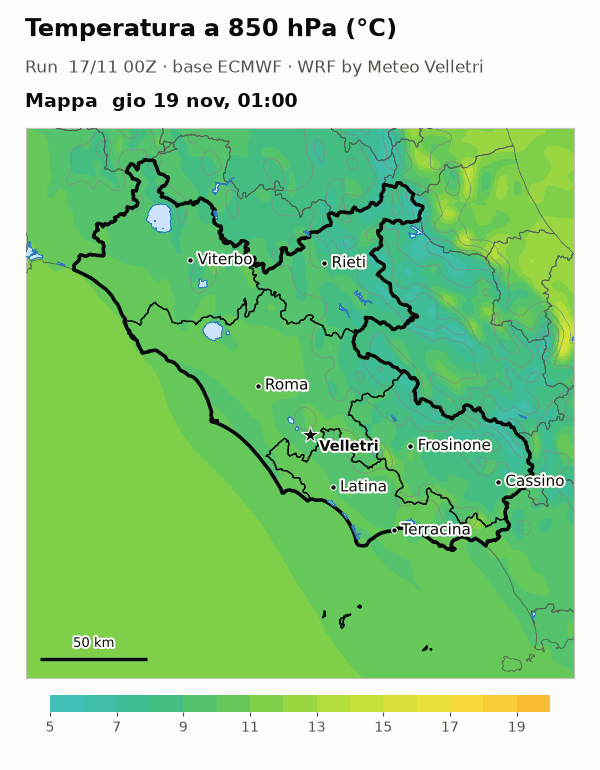 Temperatura a 850 hPa (°C)
Run  17/11 00Z · base ECMWF · WRF by Meteo Velletri
Mappa  gio 19 nov, 01:00
Viterbo
Rieti
Roma
Velletri
Frosinone
Cassino
Latina
Terracina
50 km
5 7 9 11 13 15 17 19